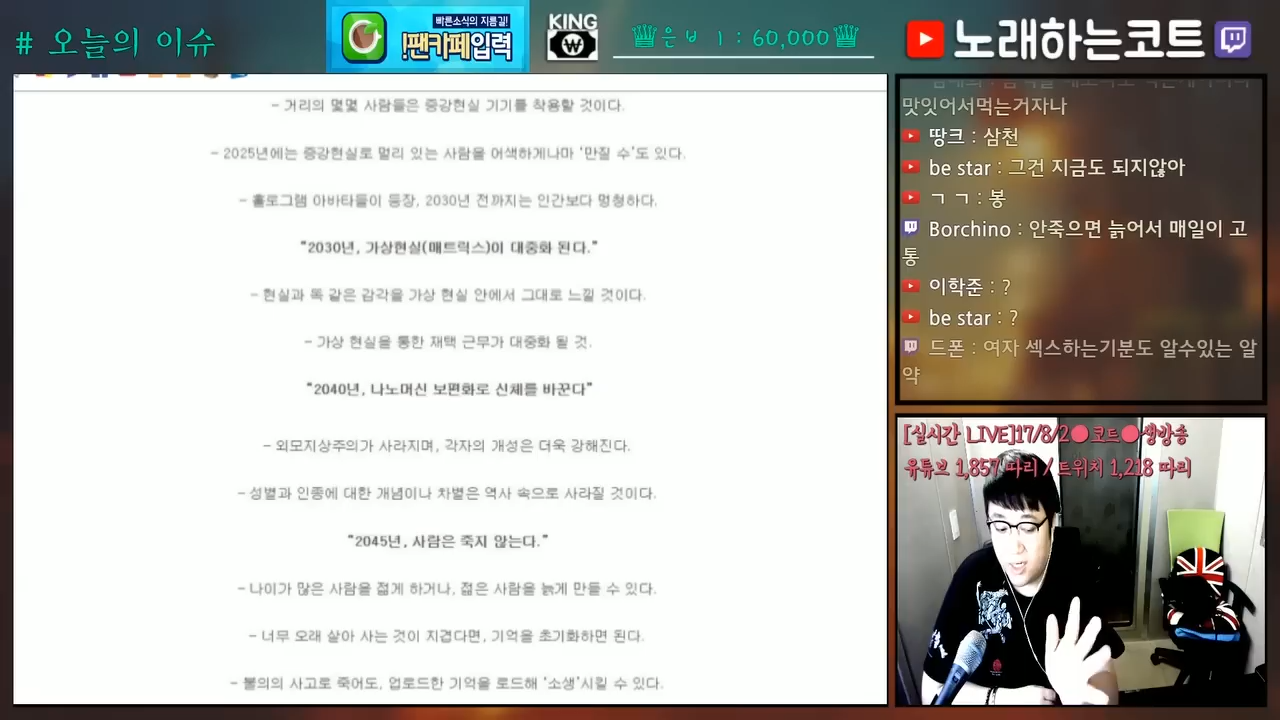 # 오늘의 이슈
빠른소식의 지름길!
!팬카페입력
KING
₩
은비 1 : 60,000
노래하는코트
- 거리의 몇몇 사람들은 증강현실 기기를 착용할 것이다.
- 2025년에는 증강현실로 멀리 있는 사람을 어색하게나마 '만질 수'도 있다.
- 홀로그램 아바타들이 등장, 2030년 전까지는 인간보다 멍청하다.
"2030년, 가상현실(매트릭스)이 대중화 된다."
- 현실과 똑 같은 감각을 가상 현실 안에서 그대로 느낄 것이다.
- 가상 현실을 통한 재택 근무가 대중화 될 것.
"2040년, 나노머신 보편화로 신체를 바꾼다"
- 외모지상주의가 사라지며, 각자의 개성은 더욱 강해진다.
- 성별과 인종에 대한 개념이나 차별은 역사 속으로 사라질 것이다.
"2045년, 사람은 죽지 않는다."
- 나이가 많은 사람을 젊게 하거나, 젊은 사람을 늙게 만들 수 있다.
- 너무 오래 살아 사는 것이 지겹다면, 기억을 초기화하면 된다.
- 불의의 사고로 죽어도, 업로드한 기억을 로드해 '소생'시킬 수 있다.
맛있어서먹는거자나
땅크 : 삼천
be star : 그건 지금도 되지않아
ㄱ ㄱ : 봉
Borchino : 안죽으면 늙어서 매일이 고
통
이학준 : ?
be star : ?
드폰 : 여자 섹스하는기분도 알수있는 알
약
[실시간 LIVE]17/8/2●코트●생방송
유튜브 1,857 따리 / 트위치 1,218 따리